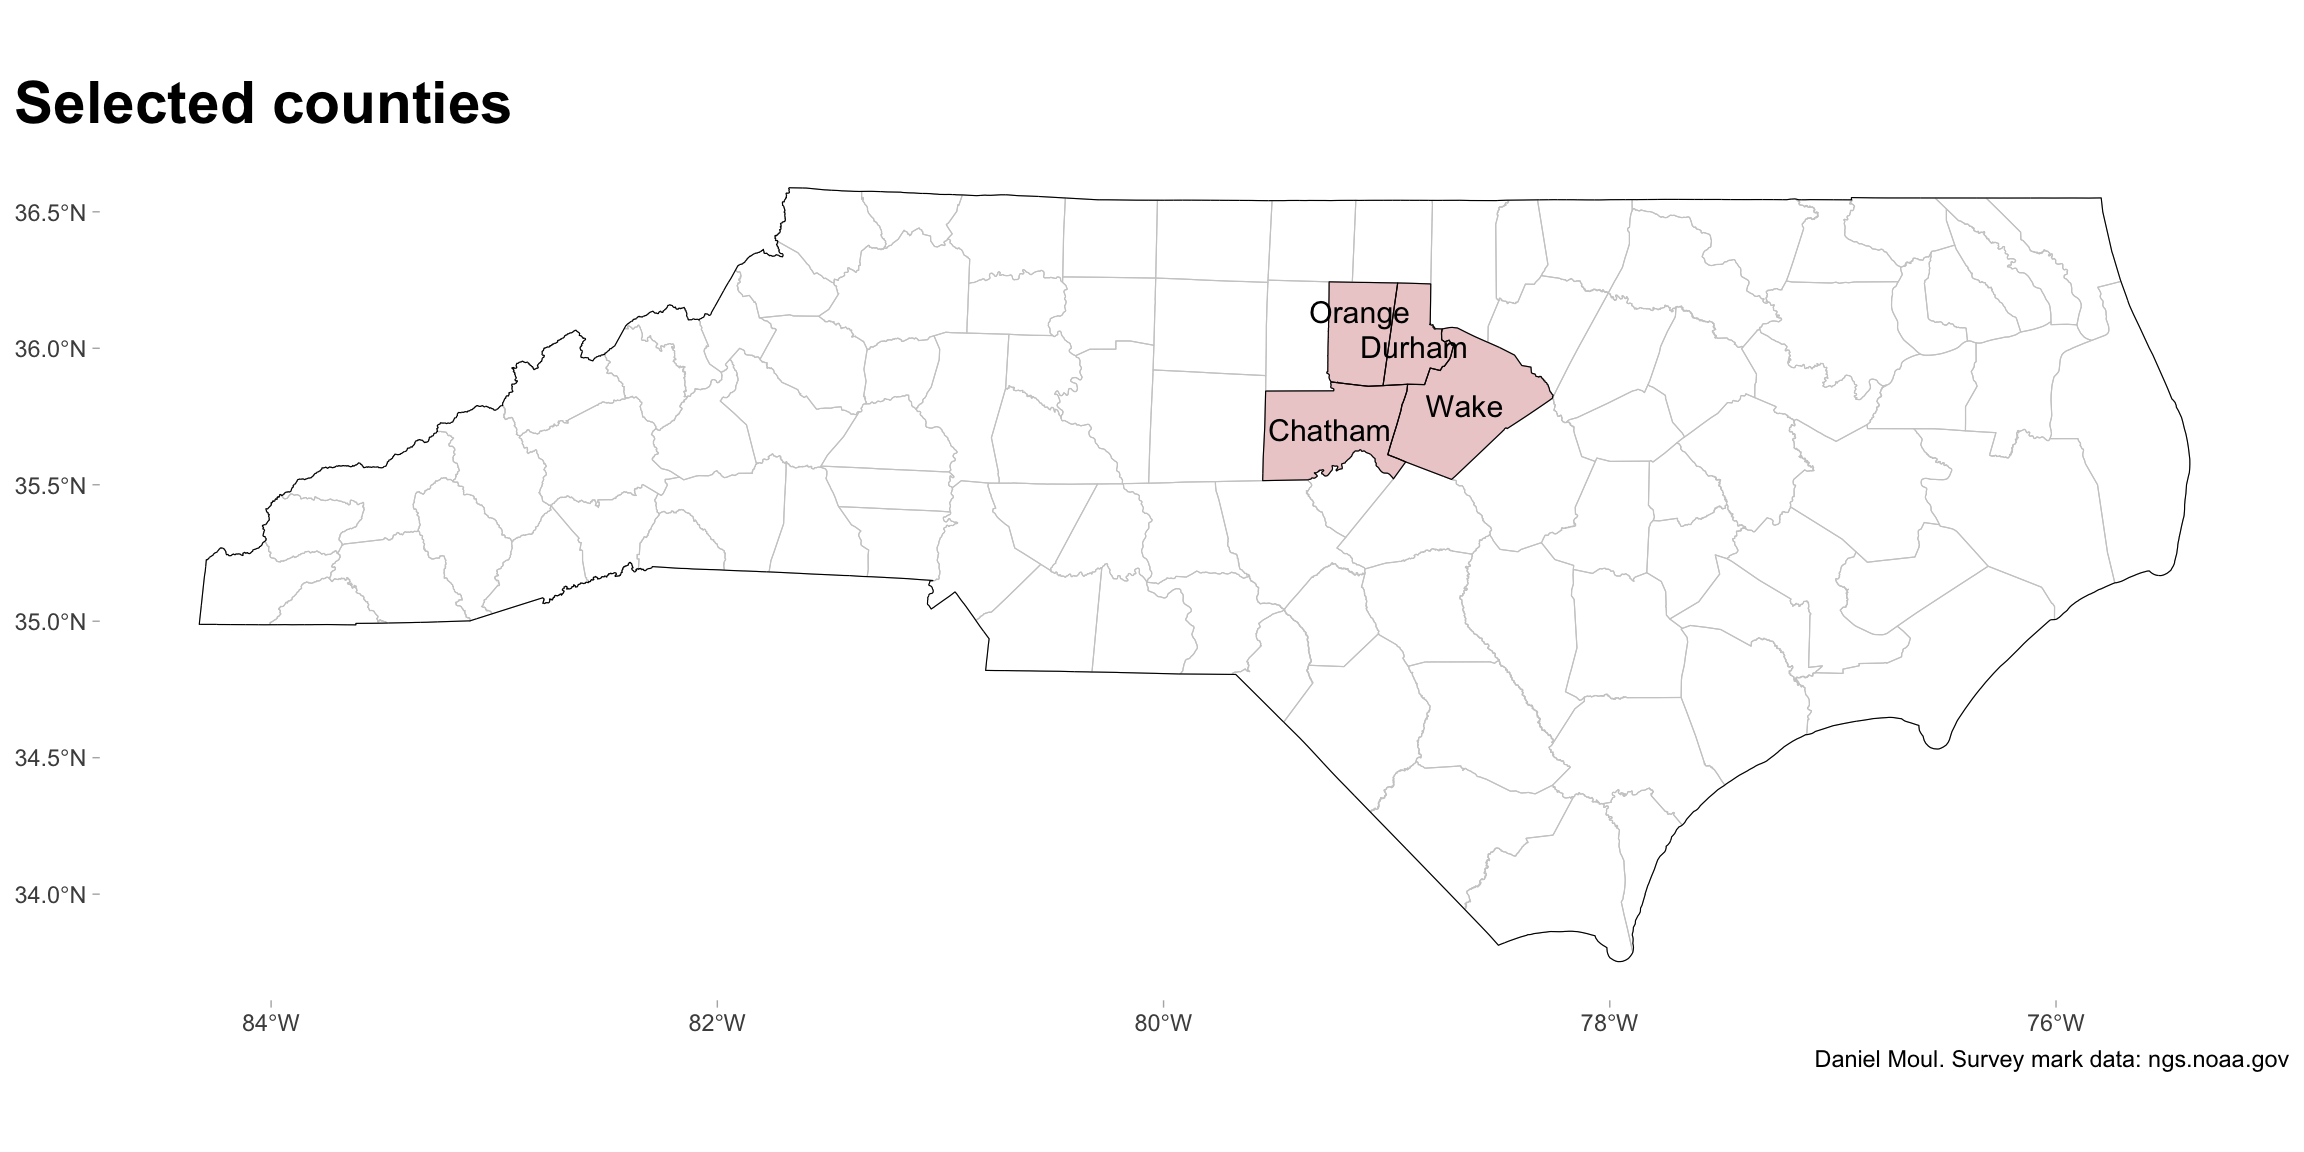 Selected counties
36.5°N
36.0°N
35.5°N
35.0°N
34.5°N
34.0°N
Orange
Durham
Wake
Chatham
84°W
82°W
80°W
78°W
76°W
Daniel Moul. Survey mark data: ngs.noaa.gov